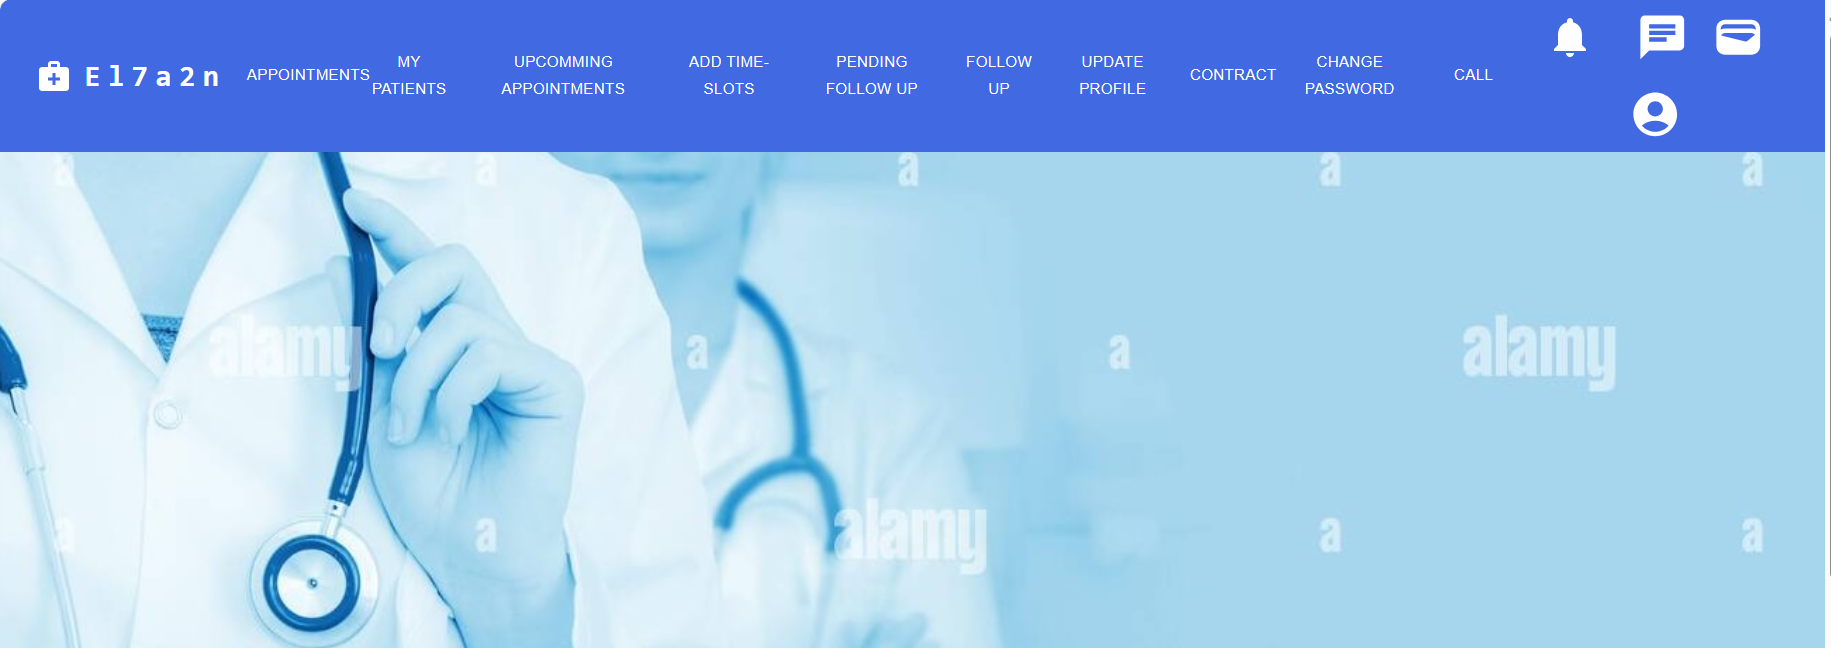 El7a2n
APPOINTMENTS
MY
PATIENTS
UPCOMMING
APPOINTMENTS
ADD TIME-
SLOTS
PENDING
FOLLOW UP
FOLLOW
UP
UPDATE
PROFILE
CONTRACT
CHANGE
PASSWORD
CALL
a
a
a
a
a
alamy
a
a
alamy
a
a
alamy
a
a